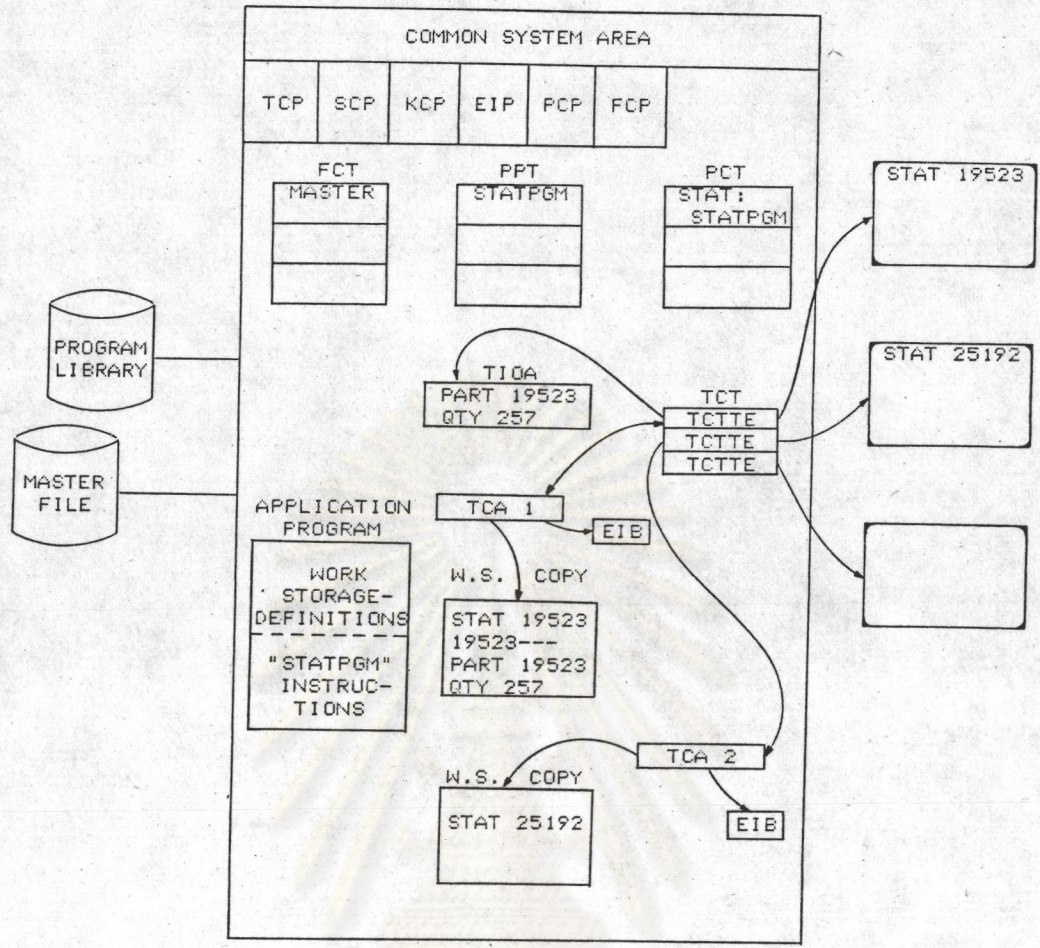 COMMON SYSTEM AREA
TCP SCP KCP EIP PCP FCP
FCT
MASTER
PPT
STATPGM
PCT
STAT:
STATPGM
STAT 19523
PROGRAM
LIBRARY
STAT 25192
TIOA
PART 19523
QTY 257
TCT
TCTTE
TCTTE
TCTTE
MASTER
FILE
APPLICATION
PROGRAM
TCA 1
EIB
WORK
STORAGE-
DEFINITIONS
"STATPGM"
INSTRUC-
TIONS
W.S. COPY
STAT 19523
19523---
PART 19523
QTY 257
TCA 2
W.S. COPY
STAT 25192
EIB